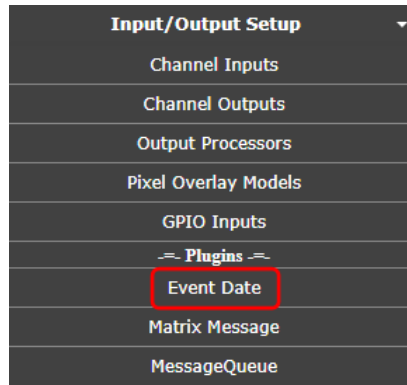 Input/Output Setup
Channel Inputs
Channel Outputs
Output Processors
Pixel Overlay Models
GPIO Inputs
-=- Plugins -=-
Event Date
Matrix Message
MessageQueue